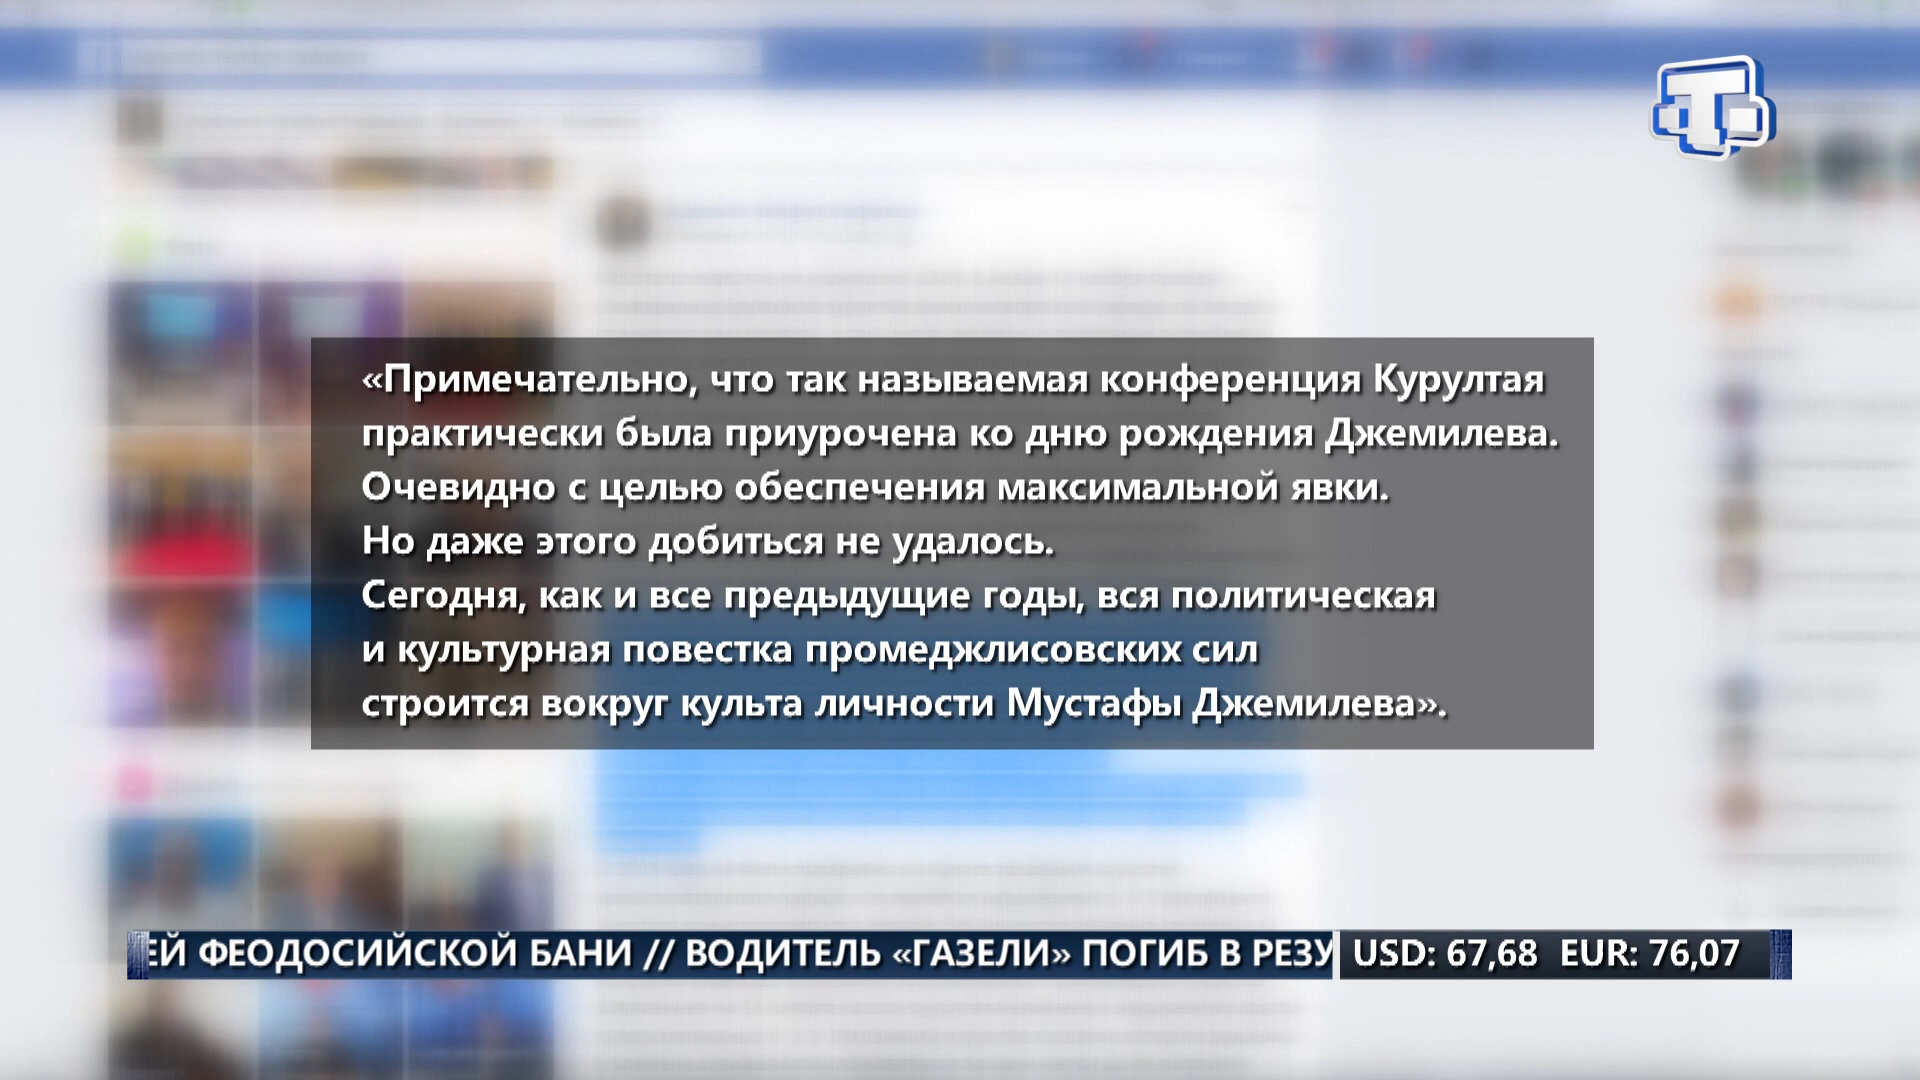 «Примечательно, что так называемая конференция Курултая
практически была приурочена ко дню рождения Джемилева.
Очевидно с целью обеспечения максимальной явки.
Но даже этого добиться не удалось.
Сегодня, как и все предыдущие годы, вся политическая
и культурная повестка промеджлисовских сил
строится вокруг культа личности Мустафы Джемилева».
ЕЙ ФЕОДОСИЙСКОЙ БАНИ // ВОДИТЕЛЬ «ГАЗЕЛИ» ПОГИБ В РЕЗУ
USD: 67,68 EUR: 76,07